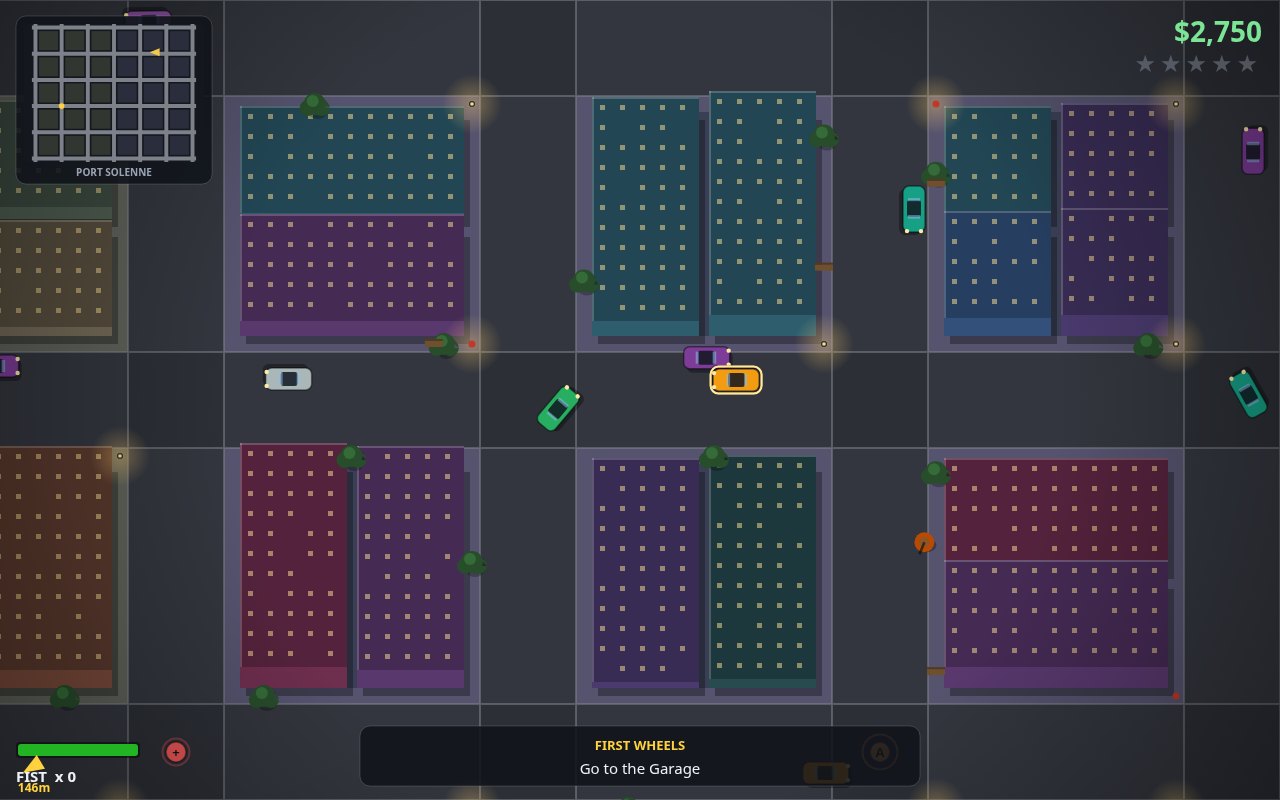 $2,750
PORT SOLENNE
FIRST WHEELS
Go to the Garage
A
FIST x 0
146m